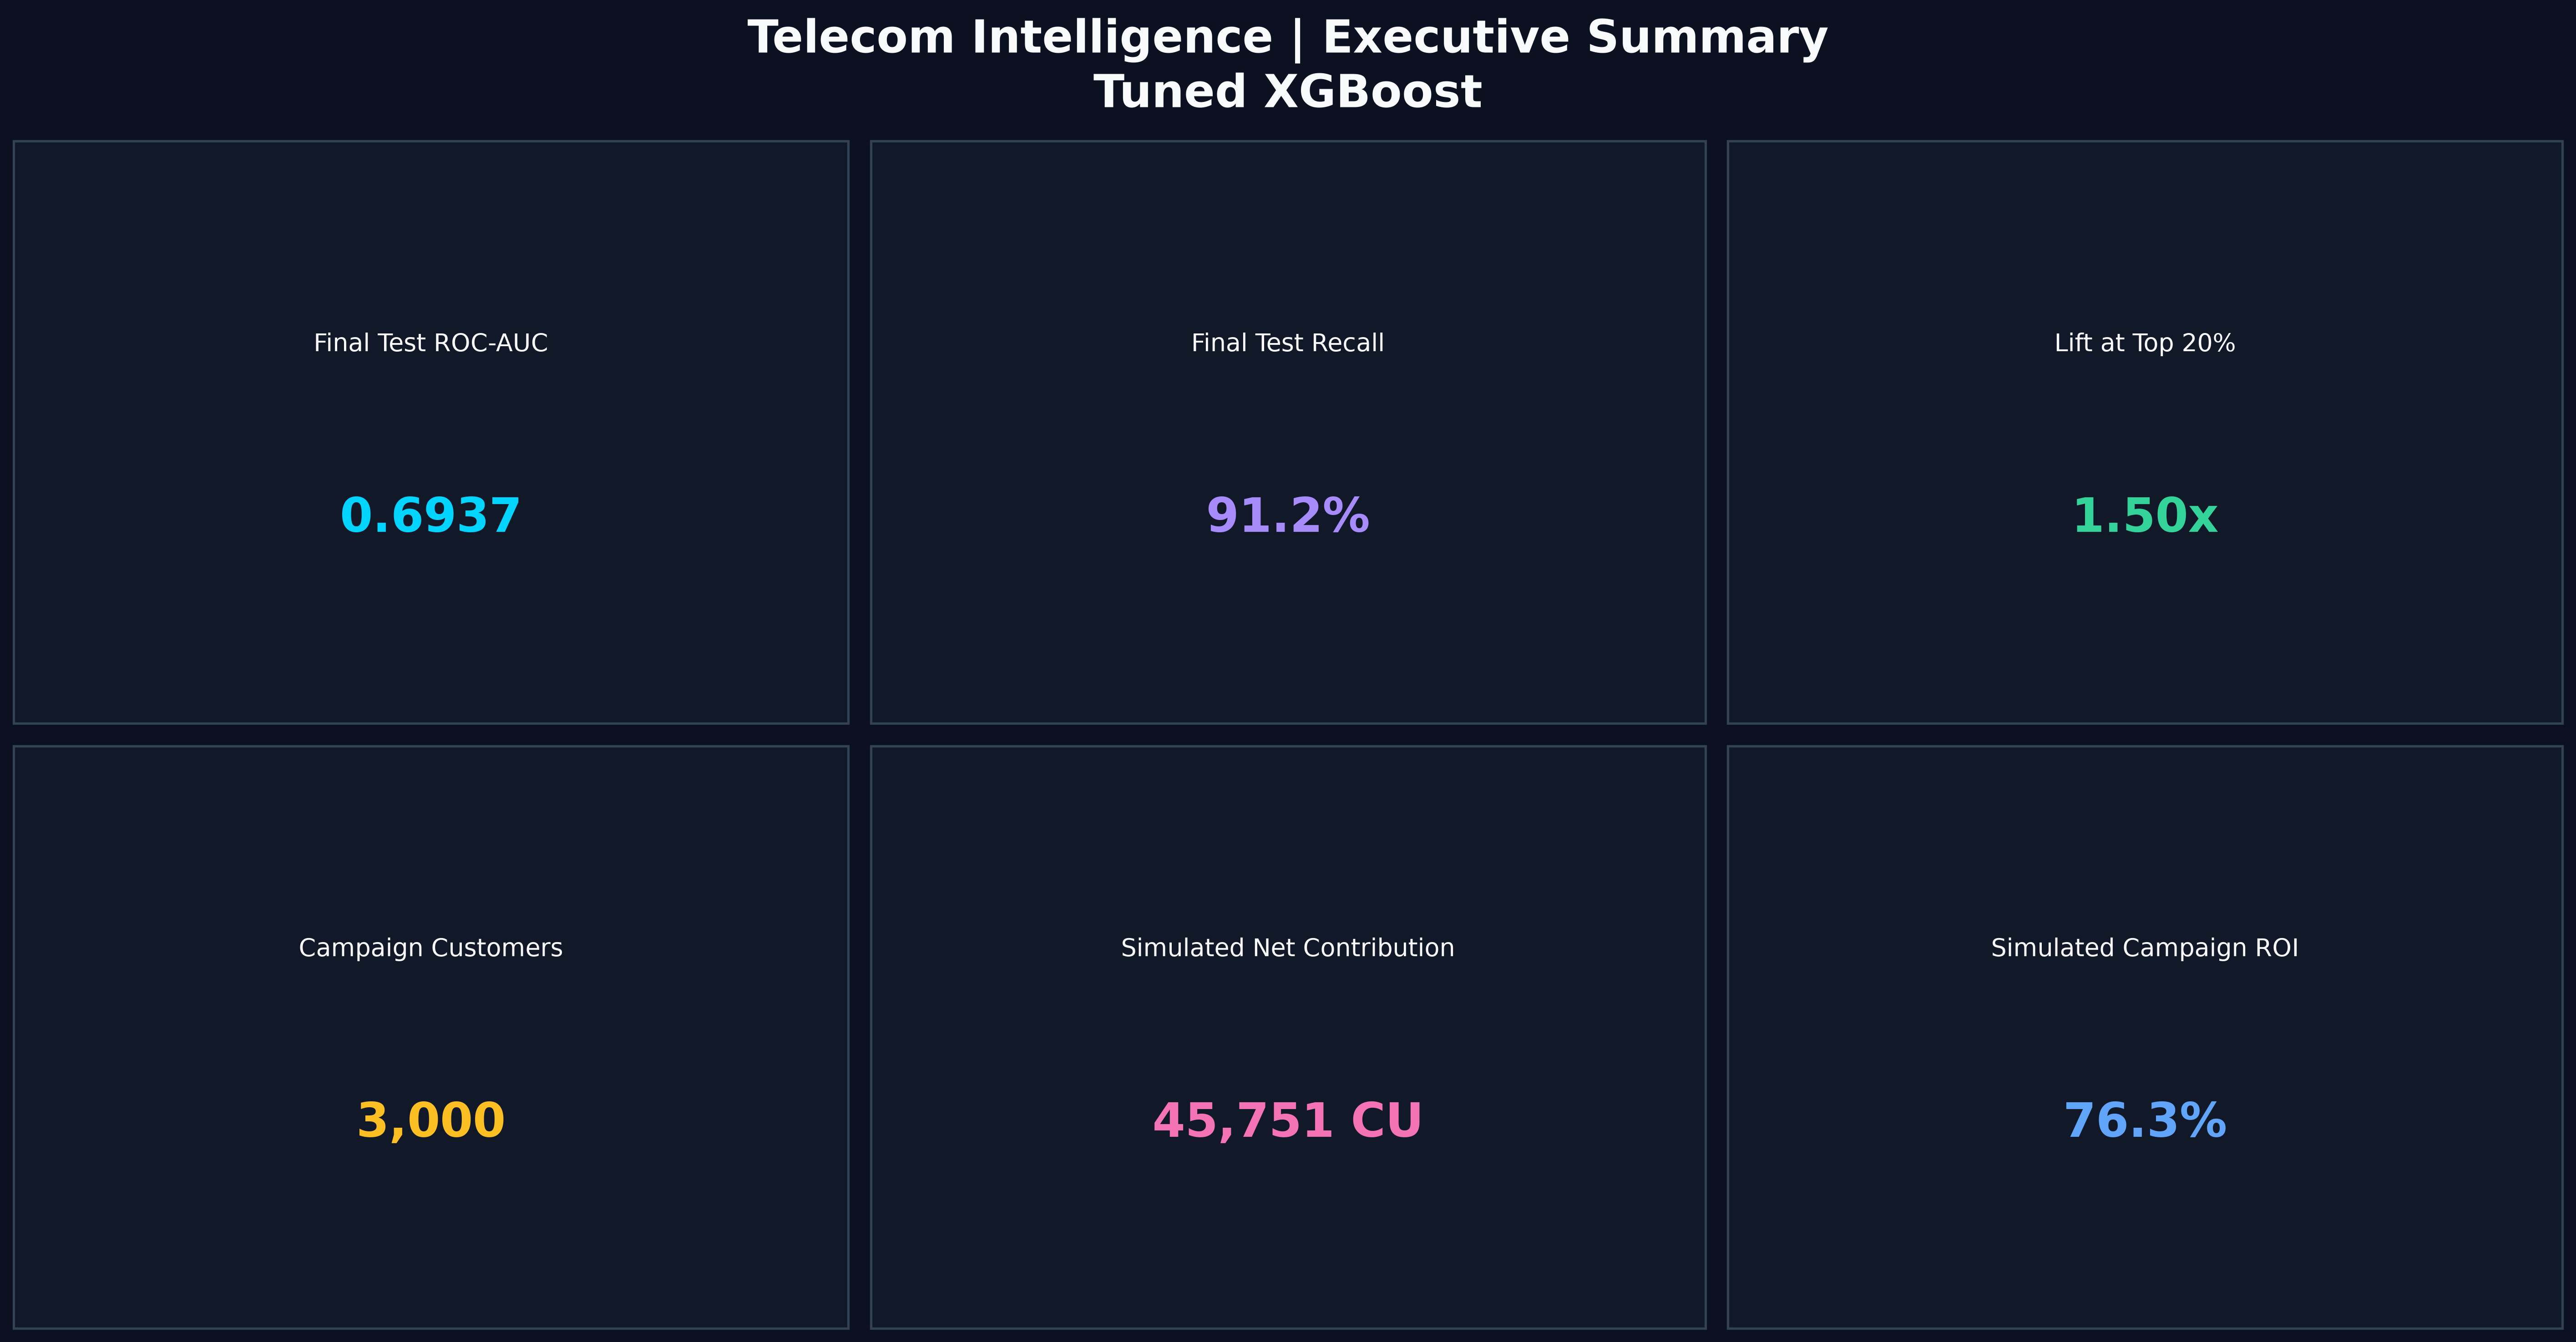 Telecom Intelligence | Executive Summary
Tuned XGBoost
Final Test ROC-AUC
0.6937
Final Test Recall
91.2%
Lift at Top 20%
1.50x
Campaign Customers
3,000
Simulated Net Contribution
45,751 CU
Simulated Campaign ROI
76.3%